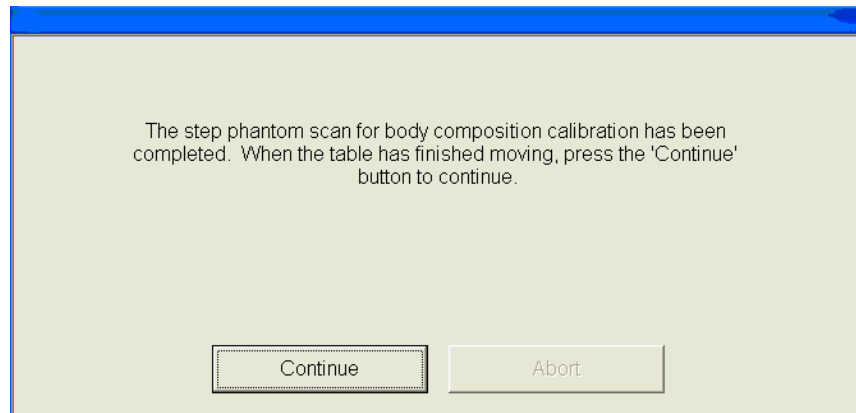 The step phantom scan for body composition calibration has been
completed.  When the table has finished moving, press the 'Continue'
button to continue.
Continue
Abort